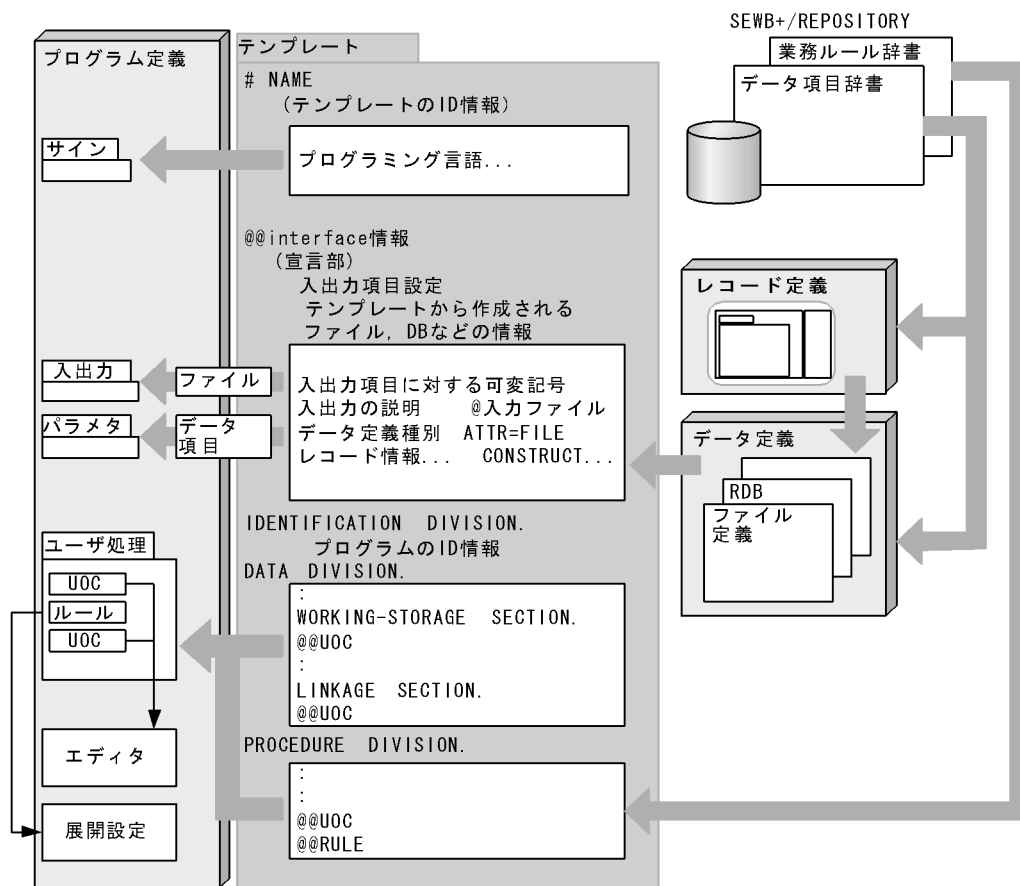 SEWB+/REPOSITORY
業務ルール辞書
データ項目辞書
プログラム定義
テンプレート
# NAME
(テンプレートのID情報)
サイン
プログラミング言語...
@@interface情報
(宣言部)
入出力項目設定
テンプレートから作成される
ファイル, DBなどの情報
レコード定義
入出力
ファイル
パラメタ
データ
項目
入出力項目に対する可変記号
入出力の説明 @入力ファイル
データ定義種別 ATTR=FILE
レコード情報... CONSTRUCT...
データ定義
RDB
ファイル
定義
IDENTIFICATION DIVISION.
プログラムのID情報
DATA DIVISION.
ユーザ処理
UOC
ルール
UOC
:
WORKING-STORAGE SECTION.
@@UOC
:
LINKAGE SECTION.
@@UOC
PROCEDURE DIVISION.
エディタ
展開設定
:
:
@@UOC
@@RULE